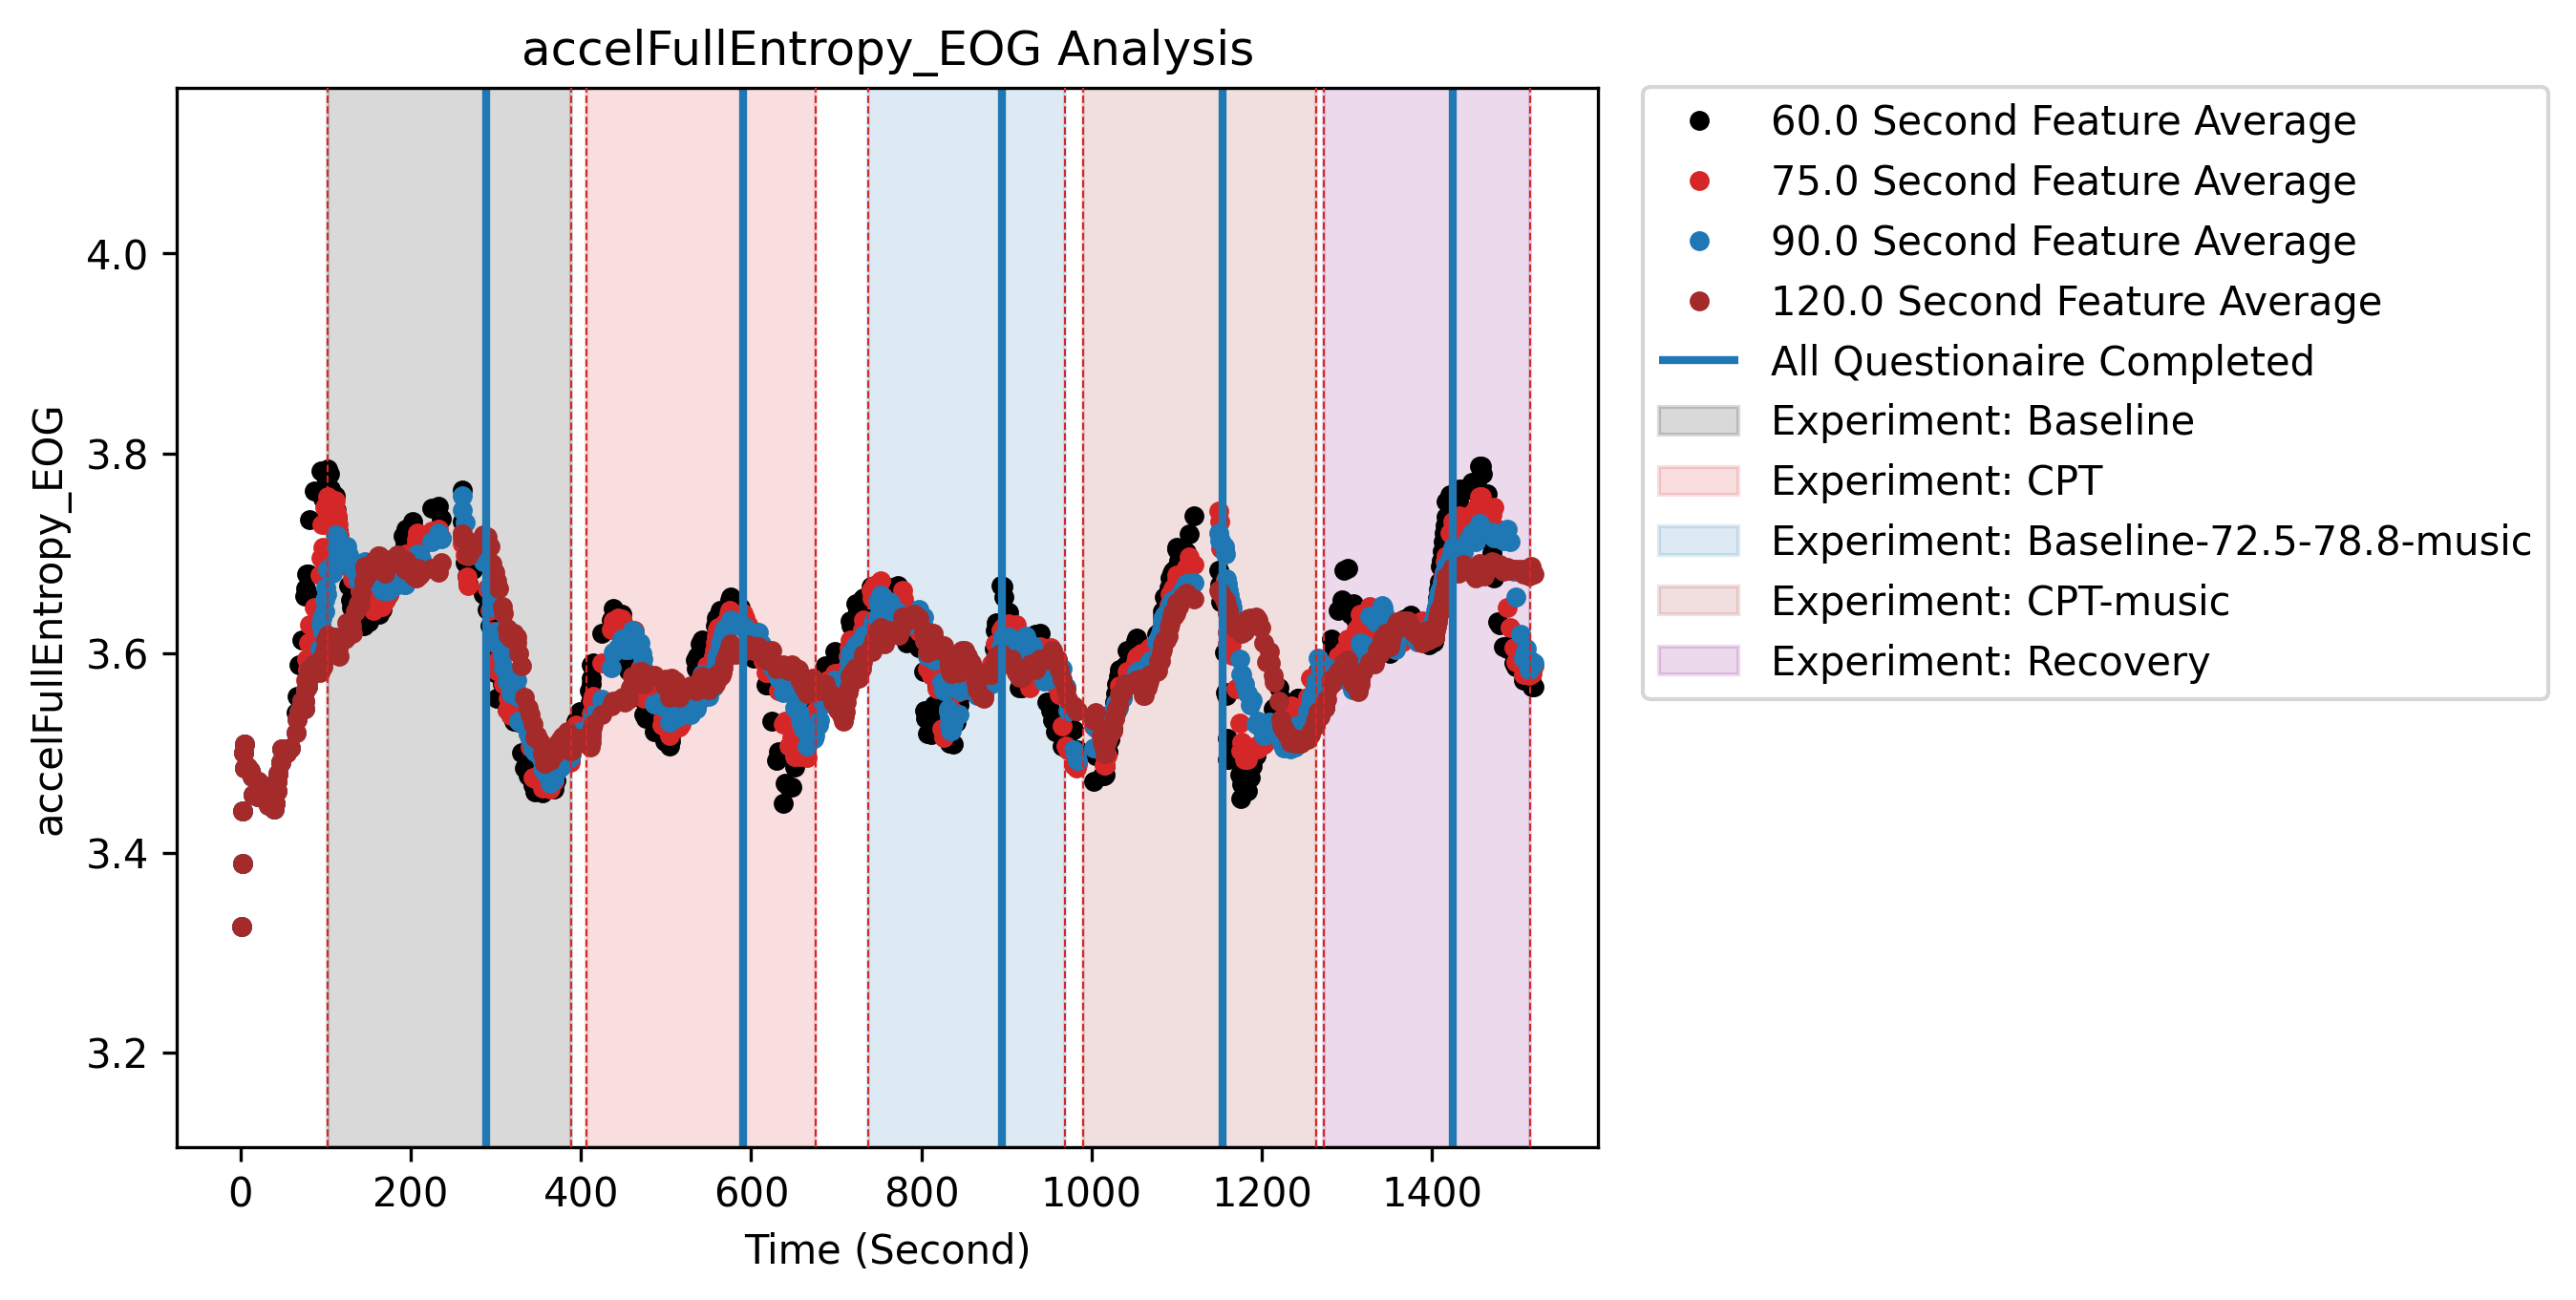 accelFullEntropy_EOG Analysis
accelFullEntropy_EOG
4.0
3.8
3.6
3.4
3.2
0 200 400 600 800 1000 1200 1400
Time (Second)
60.0 Second Feature Average
75.0 Second Feature Average
90.0 Second Feature Average
120.0 Second Feature Average
All Questionaire Completed
Experiment: Baseline
Experiment: CPT
Experiment: Baseline-72.5-78.8-music
Experiment: CPT-music
Experiment: Recovery